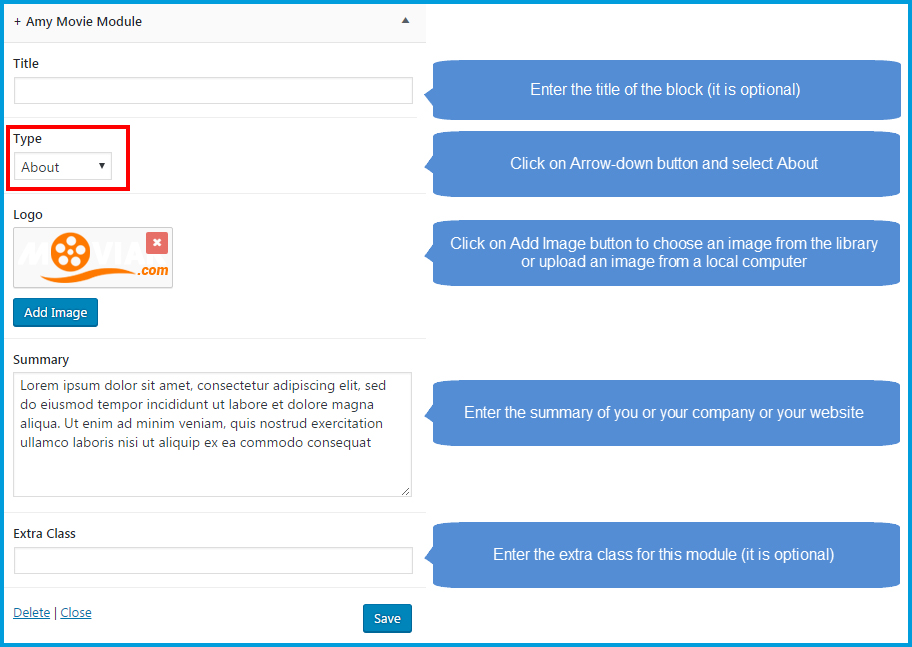 + Amy Movie Module
Title
Enter the title of the block (it is optional)
Type
About
Click on Arrow-down button and select About
Logo
MOVIA
.com
Click on Add Image button to choose an image from the library
or upload an image from a local computer
Add Image
Summary
Lorem ipsum dolor sit amet, consectetur adipiscing elit, sed
do eiusmod tempor incididunt ut labore et dolore magna
aliqua. Ut enim ad minim veniam, quis nostrud exercitation
ullamco laboris nisi ut aliquip ex ea commodo consequat
Enter the summary of you or your company or your website
Extra Class
Enter the extra class for this module (it is optional)
Delete | Close
Save